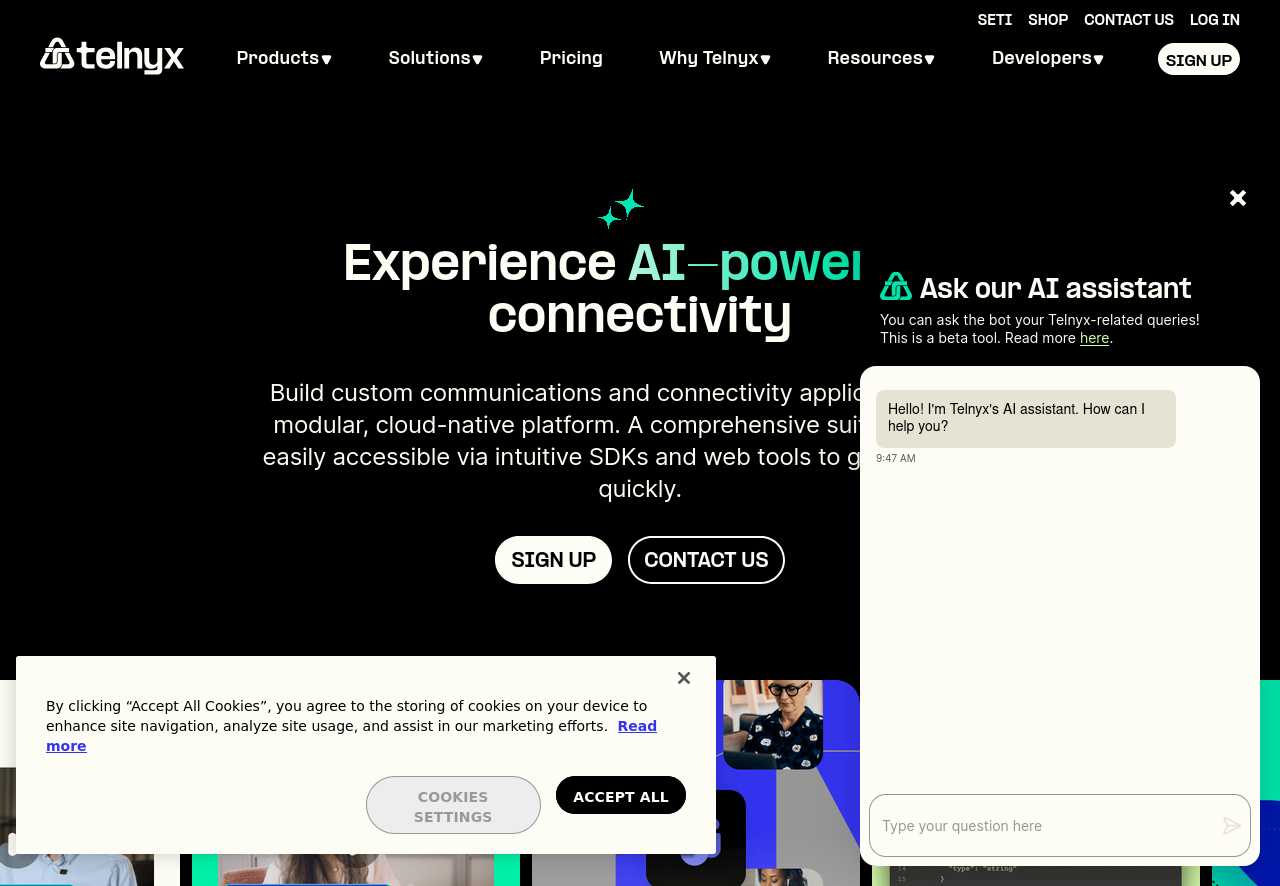 SETI SHOP CONTACT US LOG IN
telnyx Products Solutions Pricing Why Telnyx Resources Developers SIGN UP
Experience AI-power
connectivity
Build custom communications and connectivity applic
modular, cloud-native platform. A comprehensive suit
easily accessible via intuitive SDKs and web tools to g
quickly.
SIGN UP CONTACT US
Ask our AI assistant
You can ask the bot your Telnyx-related queries!
This is a beta tool. Read more here.
Hello! I'm Telnyx's AI assistant. How can I
help you?
9:47 AM
Type your question here
By clicking “Accept All Cookies”, you agree to the storing of cookies on your device to
enhance site navigation, analyze site usage, and assist in our marketing efforts. Read
more
COOKIES
SETTINGS
ACCEPT ALL
14 "type": "string"
15 }